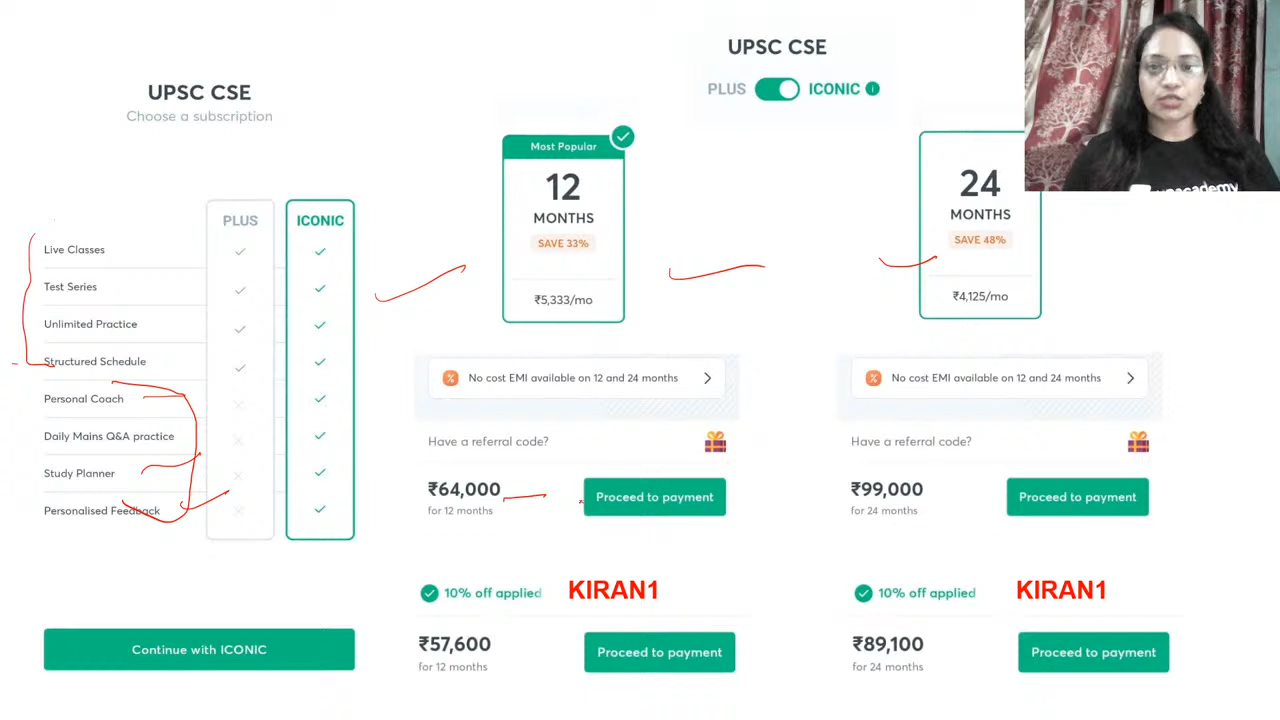 UPSC CSE
Choose a subscription
PLUS ICONIC
Live Classes
Test Series
Unlimited Practice
Structured Schedule
Personal Coach
Daily Mains Q&A practice
Study Planner
Personalised Feedback
Continue with ICONIC
UPSC CSE
PLUS ICONIC i
Most Popular
12
MONTHS
SAVE 33%
₹5,333/mo
No cost EMI available on 12 and 24 months
Have a referral code?
₹64,000
for 12 months
Proceed to payment
10% off applied KIRAN1
₹57,600
for 12 months
Proceed to payment
24
MONTHS
SAVE 48%
₹4,125/mo
No cost EMI available on 12 and 24 months
Have a referral code?
₹99,000
for 24 months
Proceed to payment
10% off applied KIRAN1
₹89,100
for 24 months
Proceed to payment